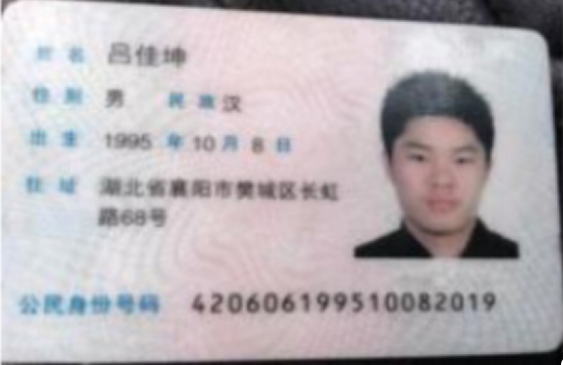 姓名 吕佳坤
性别 男 民族 汉
出生 1995 年 10 月 8 日
住址 湖北省襄阳市樊城区长虹
路68号
公民身份号码 420606199510082019